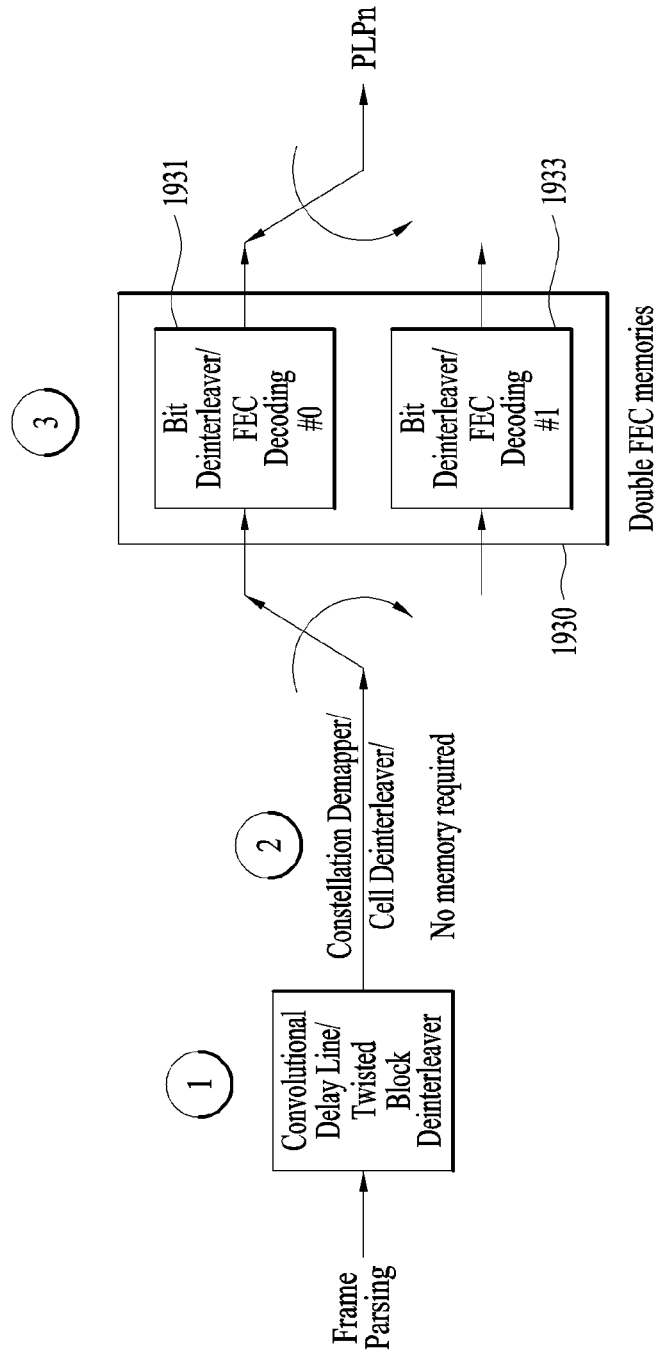 1
2
3
Frame
Parsing
Convolutional
Delay Line/
Twisted
Block
Deinterleaver
Constellation Demapper/
Cell Deinterleaver/
No memory required
1931
Bit
Deinterleaver/
FEC
Decoding
#0
Bit
Deinterleaver/
FEC
Decoding
#1
1930
1933
Double FEC memories
PLPn